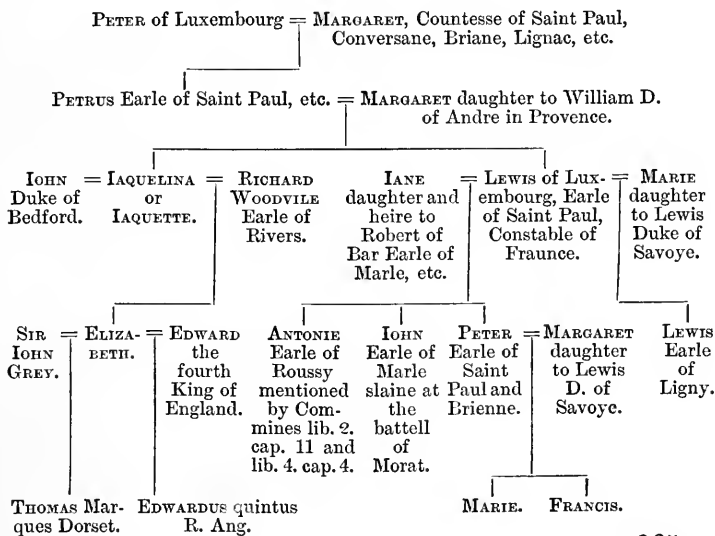 PETER of Luxembourg = MARGARET, Countesse of Saint Paul,
Conversane, Briane, Lignac, etc.
PETRUS Earle of Saint Paul, etc. = MARGARET daughter to William D.
of Andre in Provence.
IOHN
Duke of
Bedford.
= IAQUELINA
or
IAQUETTE.
= RICHARD
WOODVILE
Earle of
Rivers.
IANE
daughter and
heire to
Robert of
Bar Earle of
Marle, etc.
= LEWIS of Lux-
embourg, Earle
of Saint Paul,
Constable of
Fraunce.
= MARIE
daughter
to Lewis
Duke of
Savoye.
SIR
IOHN
GREY.
= ELIZA-
BETH.
= EDWARD
the
fourth
King of
England.
ANTONIE
Earle of
Roussy
mentioned
by Com-
mines lib. 2.
cap. 11 and
lib. 4. cap. 4.
IOHN
Earle of
Marle
slaine at
the
battell
of
Morat.
PETER
Earle of
Saint
Paul and
Brienne.
= MARGARET
daughter
to Lewis
D. of
Savoye.
LEWIS
Earle
of
Ligny.
THOMAS Mar-
ques Dorset.
EDWARDUS quintus
R. Ang.
MARIE.
FRANCIS.